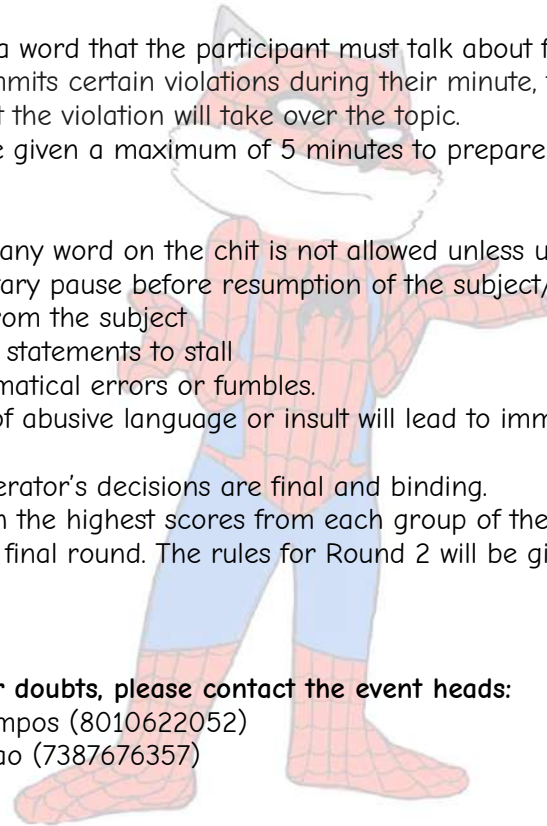 a word that the participant must talk about f
mmits certain violations during their minute,
t the violation will take over the topic.
e given a maximum of 5 minutes to prepare
any word on the chit is not allowed unless u
rary pause before resumption of the subject/
rom the subject
statements to stall
matical errors or fumbles.
of abusive language or insult will lead to imm
erator's decisions are final and binding.
h the highest scores from each group of the
final round. The rules for Round 2 will be gi
r doubts, please contact the event heads:
mpos (8010622052)
ao (7387676357)